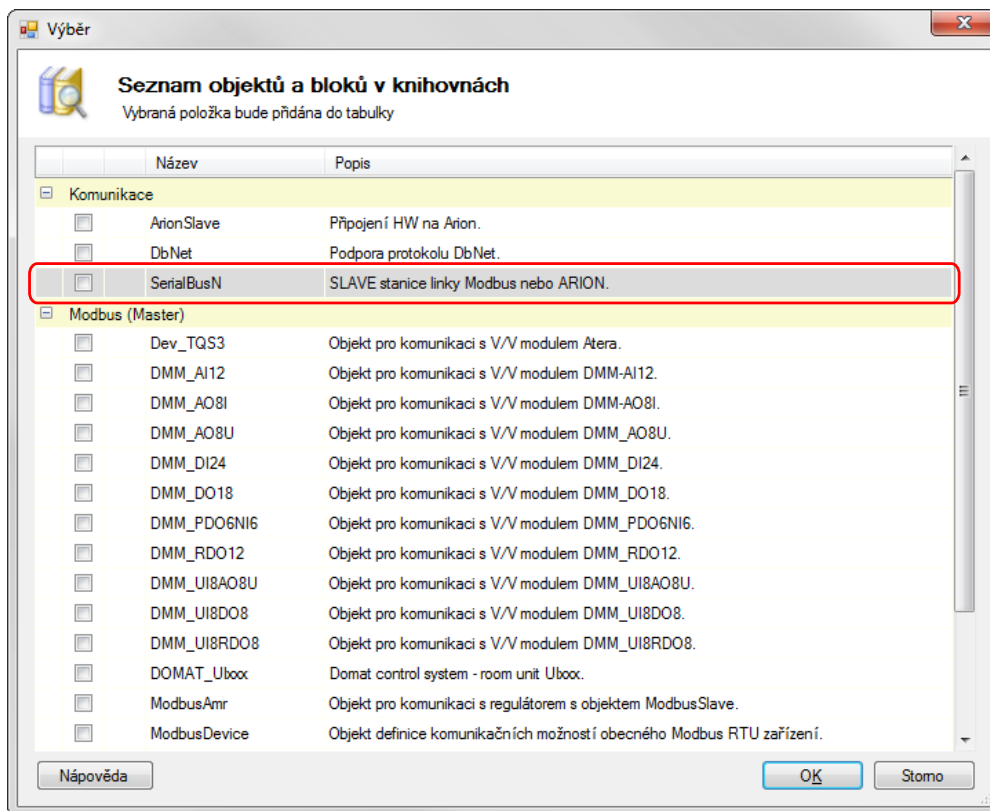 Výběr
Seznam objektů a bloků v knihovnách
Vybraná položka bude přidána do tabulky
Název Popis
Komunikace
ArionSlave Připojení HW na Arion.
DbNet Podpora protokolu DbNet.
SerialBusN SLAVE stanice linky Modbus nebo ARION.
Modbus (Master)
Dev_TQS3 Objekt pro komunikaci s V/V modulem Atera.
DMM_AI12 Objekt pro komunikaci s V/V modulem DMM-AI12.
DMM_AO8I Objekt pro komunikaci s V/V modulem DMM-AO8I.
DMM_AO8U Objekt pro komunikaci s V/V modulem DMM_AO8U.
DMM_DI24 Objekt pro komunikaci s V/V modulem DMM_DI24.
DMM_DO18 Objekt pro komunikaci s V/V modulem DMM_DO18.
DMM_PDO6NI6 Objekt pro komunikaci s V/V modulem DMM_PDO6NI6.
DMM_RDO12 Objekt pro komunikaci s V/V modulem DMM_RDO12.
DMM_UI8AO8U Objekt pro komunikaci s V/V modulem DMM_UI8AO8U.
DMM_UI8DO8 Objekt pro komunikaci s V/V modulem DMM_UI8DO8.
DMM_UI8RDO8 Objekt pro komunikaci s V/V modulem DMM_UI8RDO8.
DOMAT_UIxxx Domat control system - room unit UIxxx.
ModbusAmr Objekt pro komunikaci s regulátorem s objektem ModbusSlave.
ModbusDevice Objekt definice komunikačních možností obecného Modbus RTU zařízení.
Nápověda OK Storno